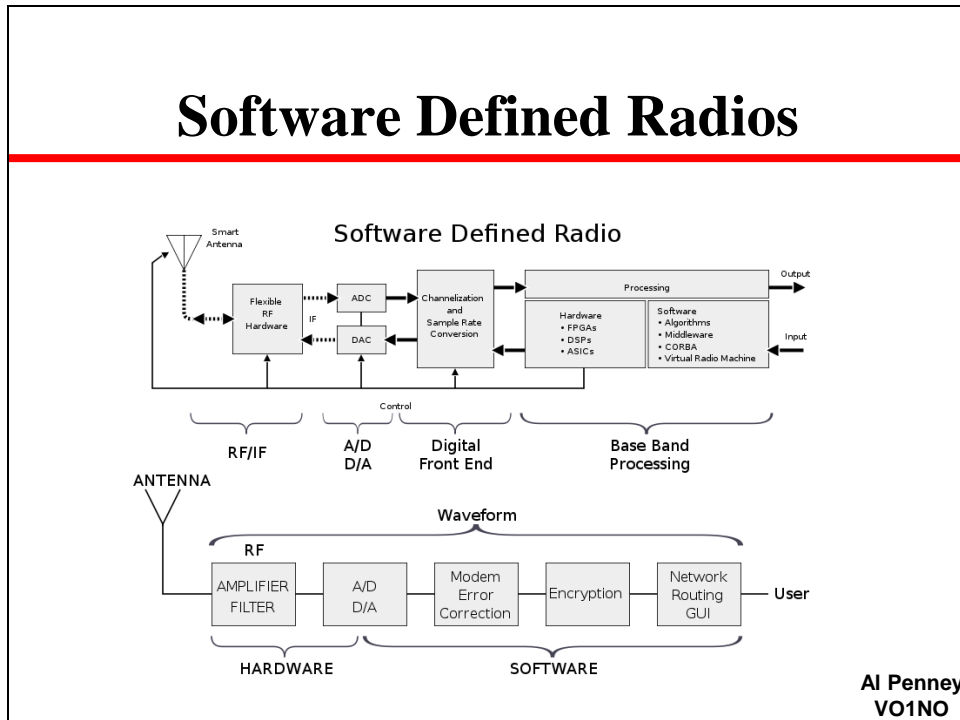 Software Defined Radios
Software Defined Radio
Smart
Antenna
Flexible
RF
Hardware
IF
ADC
DAC
Channelization
and
Sample Rate
Conversion
Processing
Hardware
• FPGAs
• DSPs
• ASICs
Software
• Algorithms
• Middleware
• CORBA
• Virtual Radio Machine
Output
Input
Control
RF/IF
A/D
D/A
Digital
Front End
Base Band
Processing
ANTENNA
Waveform
RF
AMPLIFIER
FILTER
A/D
D/A
Modem
Error
Correction
Encryption
Network
Routing
GUI
User
HARDWARE
SOFTWARE
Al Penney
VO1NO